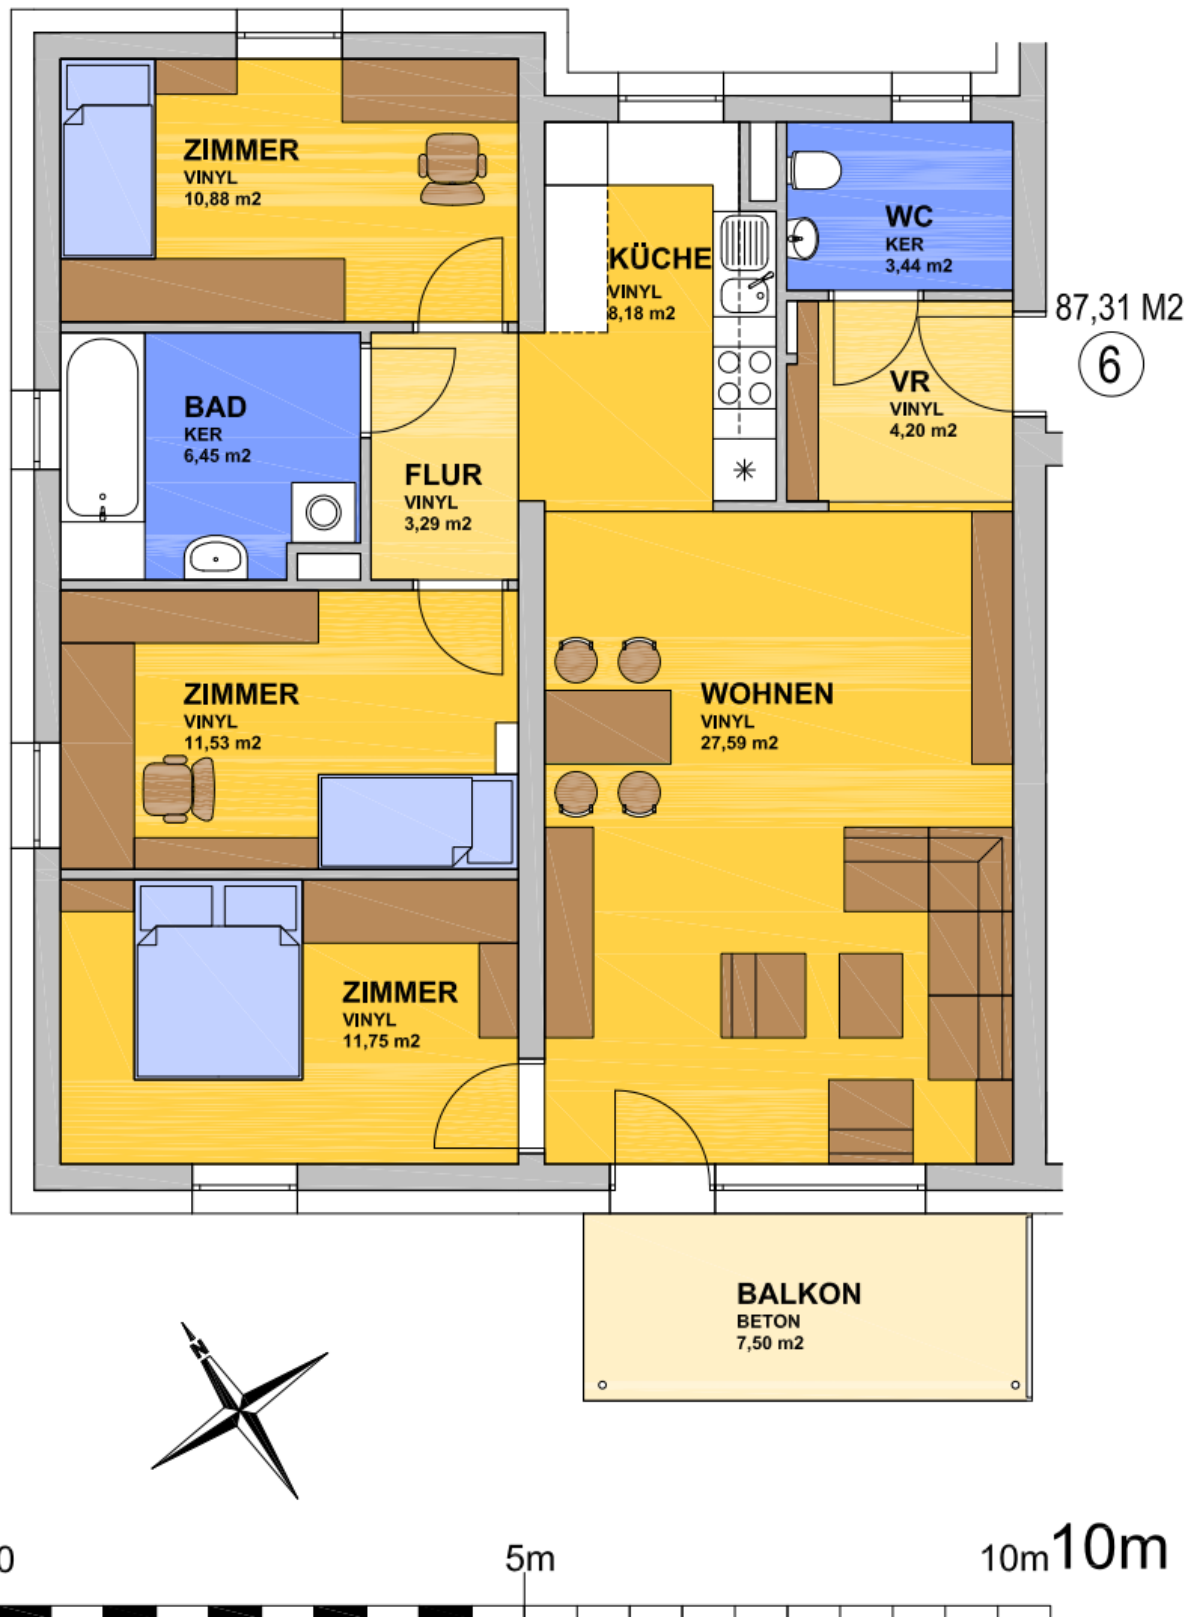 ZIMMER
VINYL
10,88 m2
KÜCHE
VINYL
8,18 m2
WC
KER
3,44 m2
87,31 M2
6
VR
VINYL
4,20 m2
BAD
KER
6,45 m2
FLUR
VINYL
3,29 m2
ZIMMER
VINYL
11,53 m2
WOHNEN
VINYL
27,59 m2
ZIMMER
VINYL
11,75 m2
BALKON
BETON
7,50 m2
N
0
5m
10m
10m